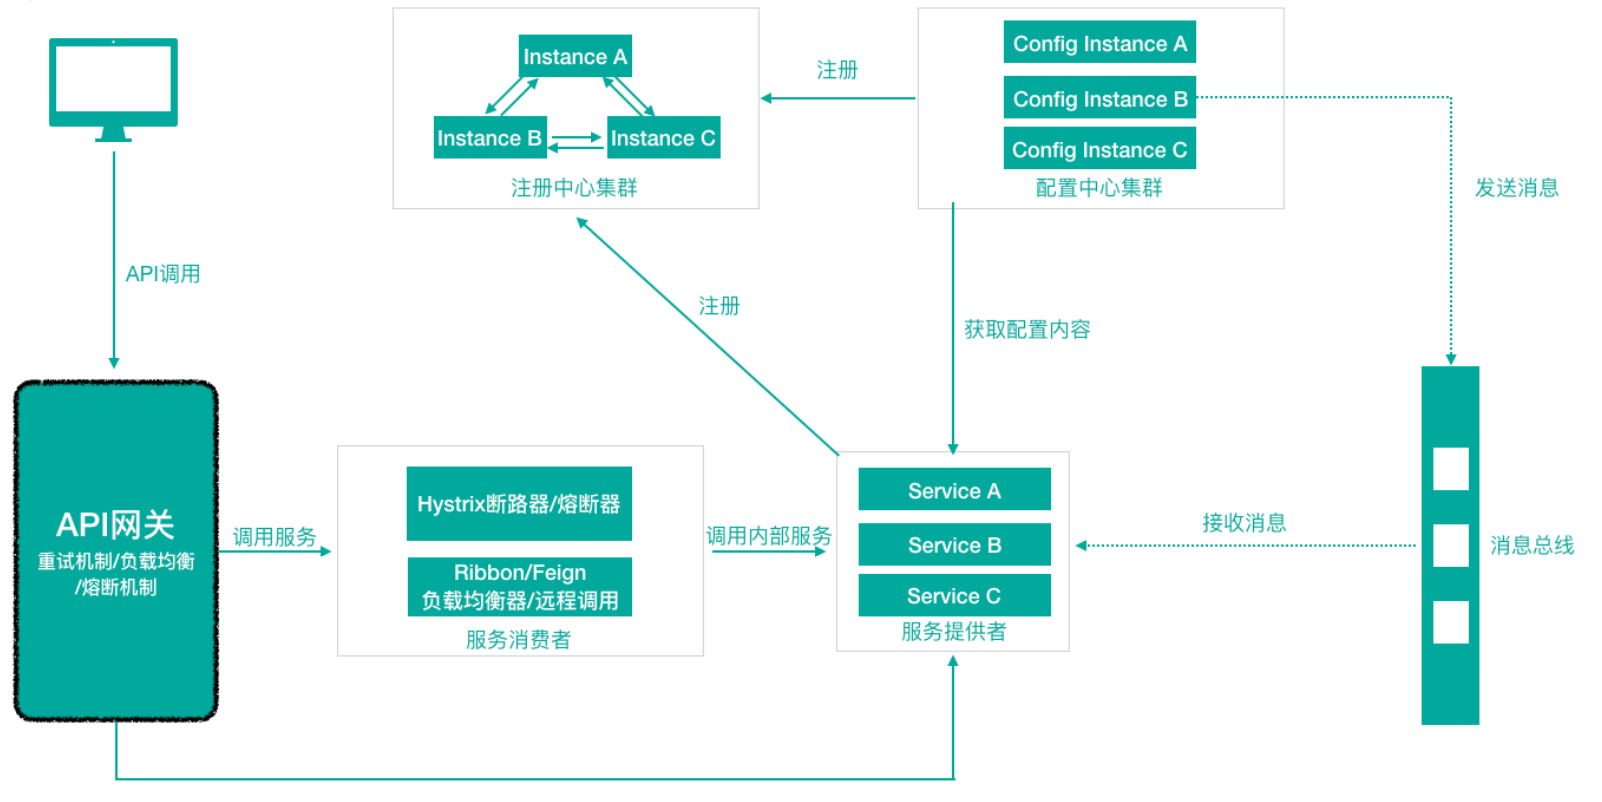 Instance A
Instance B
Instance C
注册中心集群
注册
Config Instance A
Config Instance B
Config Instance C
配置中心集群
发送消息
API调用
注册
获取配置内容
API网关
重试机制/负载均衡
/熔断机制
调用服务
Hystrix断路器/熔断器
Ribbon/Feign
负载均衡器/远程调用
服务消费者
调用内部服务
Service A
Service B
Service C
服务提供者
接收消息
消息总线